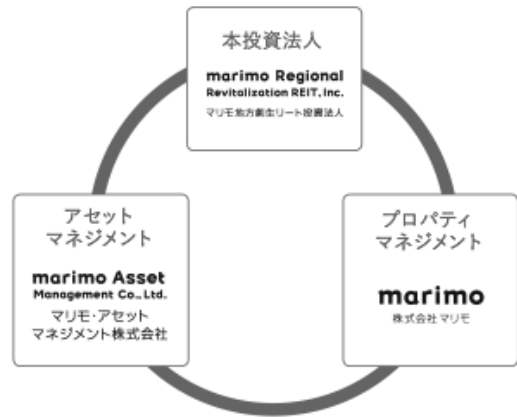 本投資法人
marimo Regional
Revitalization REIT, Inc.
マリモ地方創生リート投資法人
アセット
マネジメント
marimo Asset
Management Co., Ltd.
マリモ・アセット
マネジメント株式会社
プロパティ
マネジメント
marimo
株式会社マリモ